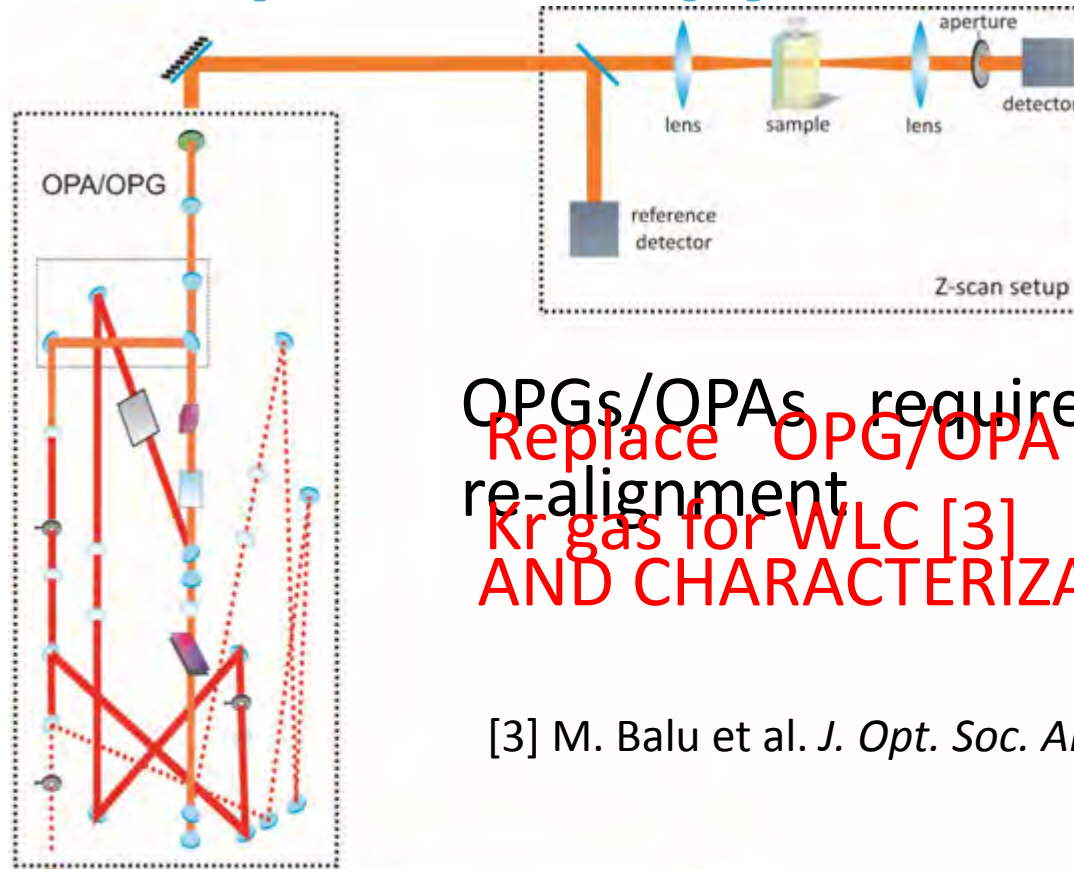 aperture
detector
lens
sample
lens
OPA/OPG
reference
detector
Z-scan setup
OPGs/OPAs require
Replace OPG/OPA
re-alignment
Kr gas for WLC [3]
AND CHARACTERIZA
[3] M. Balu et al. J. Opt. Soc. A